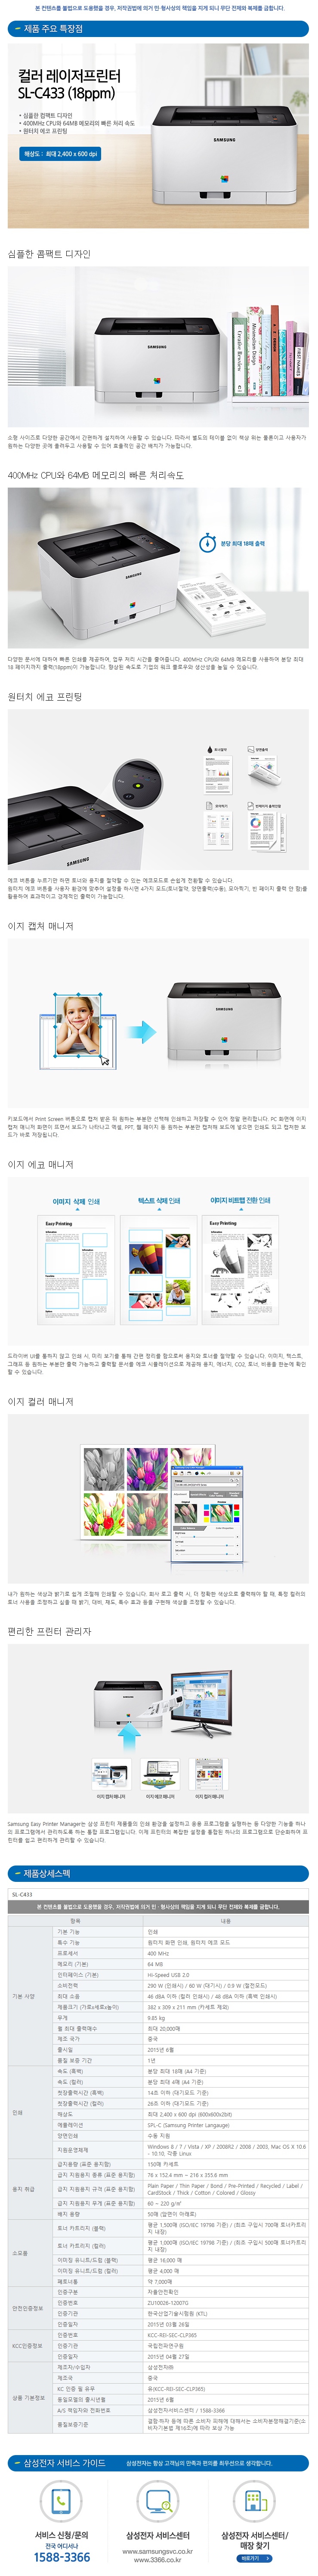 본 컨텐츠를 불법으로 도용했을 경우, 저작권법에 의거 민·형사상의 책임을 지게 되니 무단 전제와 복제를 금합니다.
제품 주요 특장점
컬러 레이저프린터
SL-C433 (18ppm)
• 심플한 컴팩트 디자인
• 400MHz CPU와 64MB 메모리의 빠른 처리 속도
• 원터치 에코 프린팅
해상도 : 최대 2,400 x 600 dpi
SAMSUNG
심플한 콤팩트 디자인
SAMSUNG
소형 사이즈로 다양한 공간에서 간편하게 설치하여 사용할 수 있습니다. 따라서 별도의 테이블 없이 책상 위는 물론이고 사용자가
원하는 다양한 곳에 올려두고 사용할 수 있어 효율적인 공간 배치가 가능합니다.
400MHz CPU와 64MB 메모리의 빠른 처리속도
분당 최대 18매 출력
SAMSUNG
다양한 문서에 대하여 빠른 인쇄를 제공하여, 업무 처리 시간을 줄여줍니다. 400MHz CPU와 64MB 메모리를 사용하여 분당 최대
18 페이지까지 출력(18ppm)이 가능합니다. 향상된 속도로 기업의 워크 플로우와 생산성을 높일 수 있습니다.
원터치 에코 프린팅
토너절약
양면출력
모아찍기
빈페이지 출력안함
SAMSUNG
에코 버튼을 누르기만 하면 토너와 용지를 절약할 수 있는 에코모드로 손쉽게 전환할 수 있습니다.
원터치 에코 버튼을 사용자 환경에 맞추어 설정을 하시면 4가지 모드(토너절약, 양면출력(수동), 모아찍기, 빈 페이지 출력 안 함)를
활용하여 효과적이고 경제적인 출력이 가능합니다.
이지 캡쳐 매니저
키보드에서 Print Screen 버튼으로 캡쳐 받은 뒤 원하는 부분만 선택해 인쇄하고 저장할 수 있어 정말 편리합니다. PC 화면에 이지
캡쳐 매니저 화면이 뜨면서 보드가 나타나고 엑셀, PPT, 웹 페이지 등 원하는 부분만 캡쳐해 보드에 넣으면 인쇄도 되고 캡쳐한 보
드가 바로 저장됩니다.
이지 에코 매니저
이미지 삭제 인쇄
텍스트 삭제 인쇄
이미지 비트맵 전환 인쇄
Easy Printing
Easy Printing
드라이버 UI를 통하지 않고 인쇄 시, 미리 보기를 통해 간편 정리를 함으로써 용지와 토너를 절약할 수 있습니다. 이미지, 텍스트,
그래프 등 원하는 부분만 출력 가능하고 출력할 문서를 에코 시뮬레이션으로 제공해 용지, 에너지, CO2, 토너, 비용을 한눈에 확인
할 수 있습니다.
이지 컬러 매니저
내가 원하는 색상과 밝기로 쉽게 조절해 인쇄할 수 있습니다. 회사 로고 출력 시, 더 정확한 색상으로 출력해야 할 때, 특정 컬러의
토너 사용을 조정하고 싶을 때 밝기, 대비, 채도, 특수 효과 등을 구현해 색상을 조정할 수 있습니다.
편리한 프린터 관리자
이지 캡처 매니저
이지 에코 매니저
이지 컬러 매니저
Samsung Easy Printer Manager는 삼성 프린터 제품들의 인쇄 환경을 설정하고 응용 프로그램을 실행하는 등 다양한 기능을 하나
의 프로그램에서 관리하도록 하는 통합 프로그램입니다. 이제 프린터의 복잡한 설정을 통합된 하나의 프로그램으로 단순화하여 프
린터를 쉽고 편리하게 관리할 수 있습니다.
제품상세스펙
SL-C433
본 컨텐츠를 불법으로 도용했을 경우, 저작권법에 의거 민·형사상의 책임을 지게 되니 무단 전제와 복제를 금합니다.
항목 내용
기본 사양
기본 기능 인쇄
특수 기능 원터치 화면 인쇄, 원터치 에코 모드
프로세서 400 MHz
메모리 (기본) 64 MB
인터페이스 (기본) Hi-Speed USB 2.0
소비전력 290 W (인쇄시) / 60 W (대기시) / 0.9 W (절전모드)
최대 소음 46 dBA 이하 (컬러 인쇄시) / 48 dBA 이하 (흑백 인쇄시)
제품크기 (가로x세로x높이) 382 x 309 x 211 mm (카세트 제외)
무게 9.85 kg
월 최대 출력매수 최대 20,000매
제조 국가 중국
출시일 2015년 6월
품질 보증 기간 1년
인쇄
속도 (흑백) 분당 최대 18매 (A4 기준)
속도 (컬러) 분당 최대 4매 (A4 기준)
첫장출력시간 (흑백) 14초 이하 (대기모드 기준)
첫장출력시간 (컬러) 26초 이하 (대기모드 기준)
해상도 최대 2,400 x 600 dpi (600x600x2bit)
에뮬레이션 SPL-C (Samsung Printer Langauge)
양면인쇄 수동 지원
지원운영체제 Windows 8 / 7 / Vista / XP / 2008R2 / 2008 / 2003, Mac OS X 10.6
~ 10.10, 각종 Linux
용지 취급
급지용량 (표준 용지함) 150매 카세트
급지 지원용지 종류 (표준 용지함) 76 x 152.4 mm ~ 216 x 355.6 mm
급지 지원용지 규격 (표준 용지함) Plain Paper / Thin Paper / Bond / Pre-Printed / Recycled / Label /
CardStock / Thick / Cotton / Colored / Glossy
급지 지원용지 무게 (표준 용지함) 60 ~ 220 g/㎡
배지 용량 50매 (앞면이 아래로)
소모품
토너 카트리지 (블랙) 평균 1,500매 (ISO/IEC 19798 기준) / (최초 구입시 700매 토너카트리
지 내장)
토너 카트리지 (컬러) 평균 1,000매 (ISO/IEC 19798 기준) / (최초 구입시 500매 토너카트리
지 내장)
이미징 유니트/드럼 (블랙) 평균 16,000 매
이미징 유니트/드럼 (컬러) 평균 4,000 매
폐토너통 약 7,000매
안전인증정보
인증구분 자율안전확인
인증번호 ZU10026-12007G
인증기관 한국산업기술시험원 (KTL)
인증일자 2015년 03월 26일
KCC인증정보
인증번호 KCC-REI-SEC-CLP365
인증기관 국립전파연구원
인증일자 2015년 04월 27일
상품 기본정보
제조자/수입자 삼성전자㈜
제조국 중국
KC 인증 필 유무 유(KCC-REI-SEC-CLP365)
동일모델의 출시년월 2015년 6월
A/S 책임자와 전화번호 삼성전자서비스센터 / 1588-3366
품질보증기준 결함·하자 등에 따른 소비자 피해에 대해서는 소비자분쟁해결기준(소
비자기본법 제16조)에 따라 보상 가능
삼성전자 서비스 가이드
삼성전자는 항상 고객님의 만족과 편의를 최우선으로 생각합니다.
서비스 신청/문의
전국 어디서나
1588-3366
삼성전자 서비스센터
www.samsungsvc.co.kr
www.3366.co.kr
삼성전자 서비스센터/
매장 찾기
바로가기